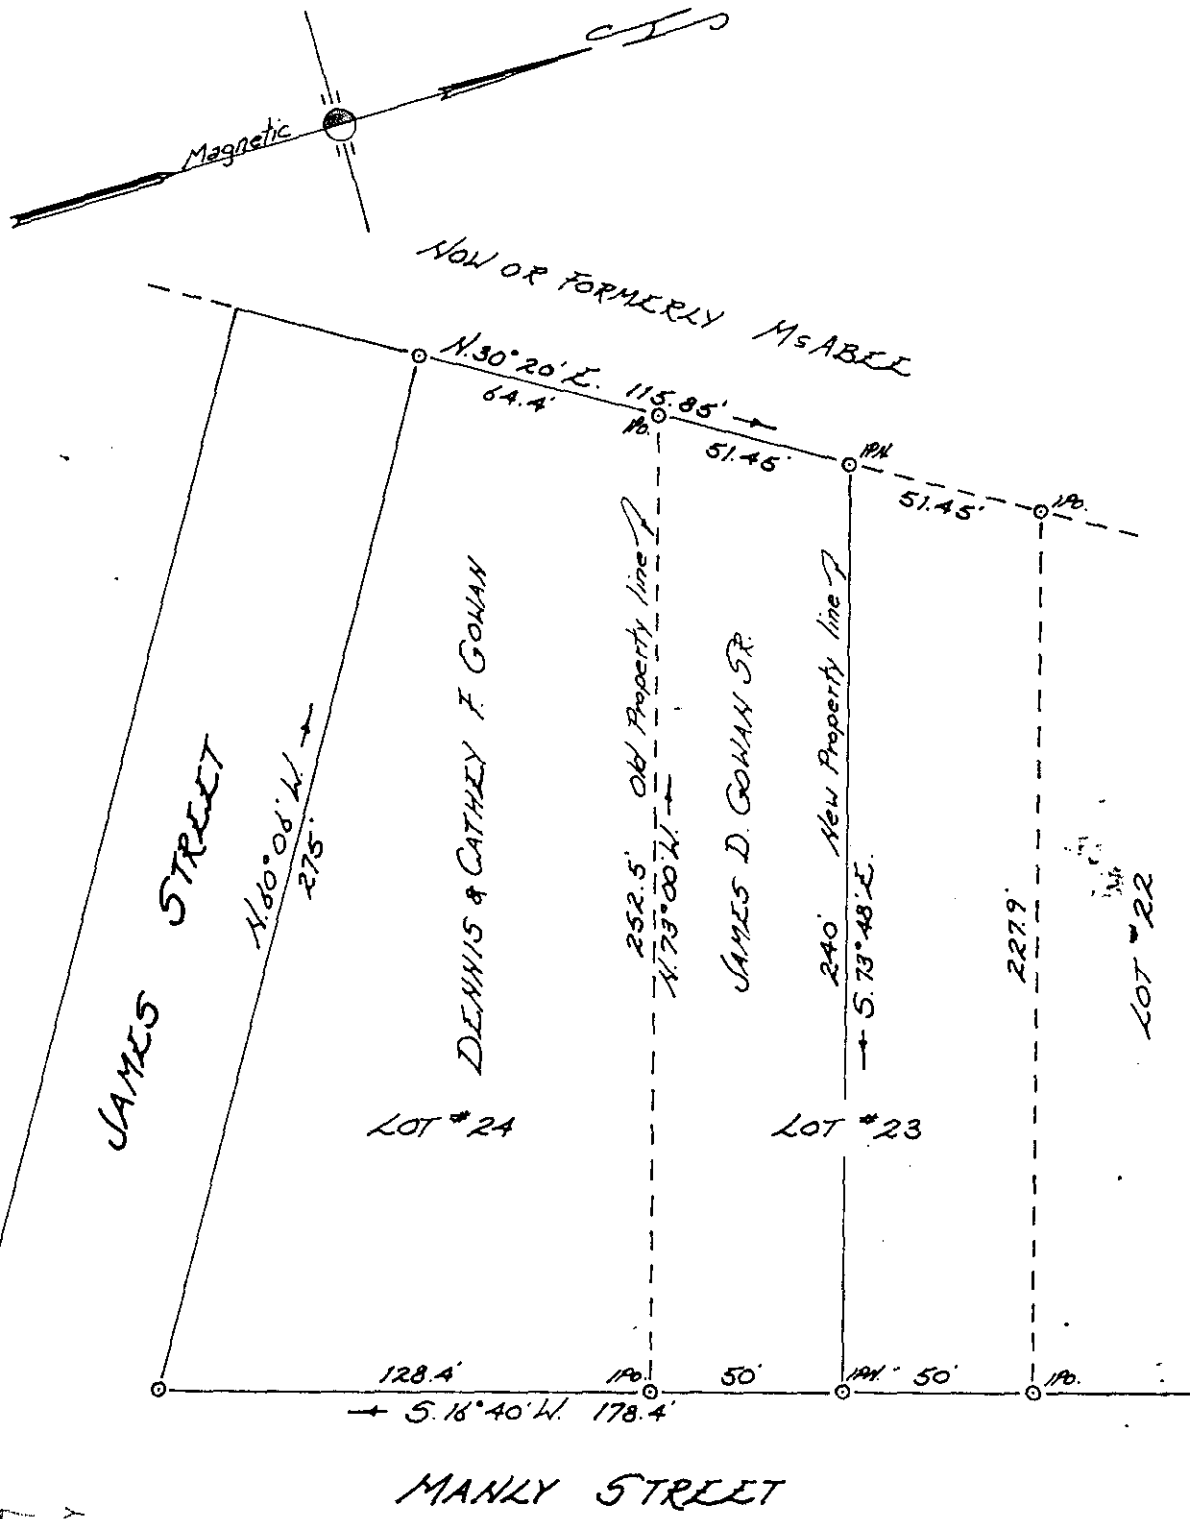 Magnetic
NOW OR FORMERLY McABEE
N.30°20'E. 115.85'
64.4'
IPO.
51.45'
IPN
51.45'
IPO.
JAMES STREET
N.60°06'W.
275'
DENNIS & CATHEY F. GOWAN
Old Property line
252.5'
N.73°00'W.
JAMES D. GOWAN SR.
New Property line
240'
S.73°48'E.
227.9'
LOT #22
LOT #24
LOT #23
128.4'
IPO.
50'
IPN.
50'
IPO.
S.16°40'W. 178.4'
MANLY STREET